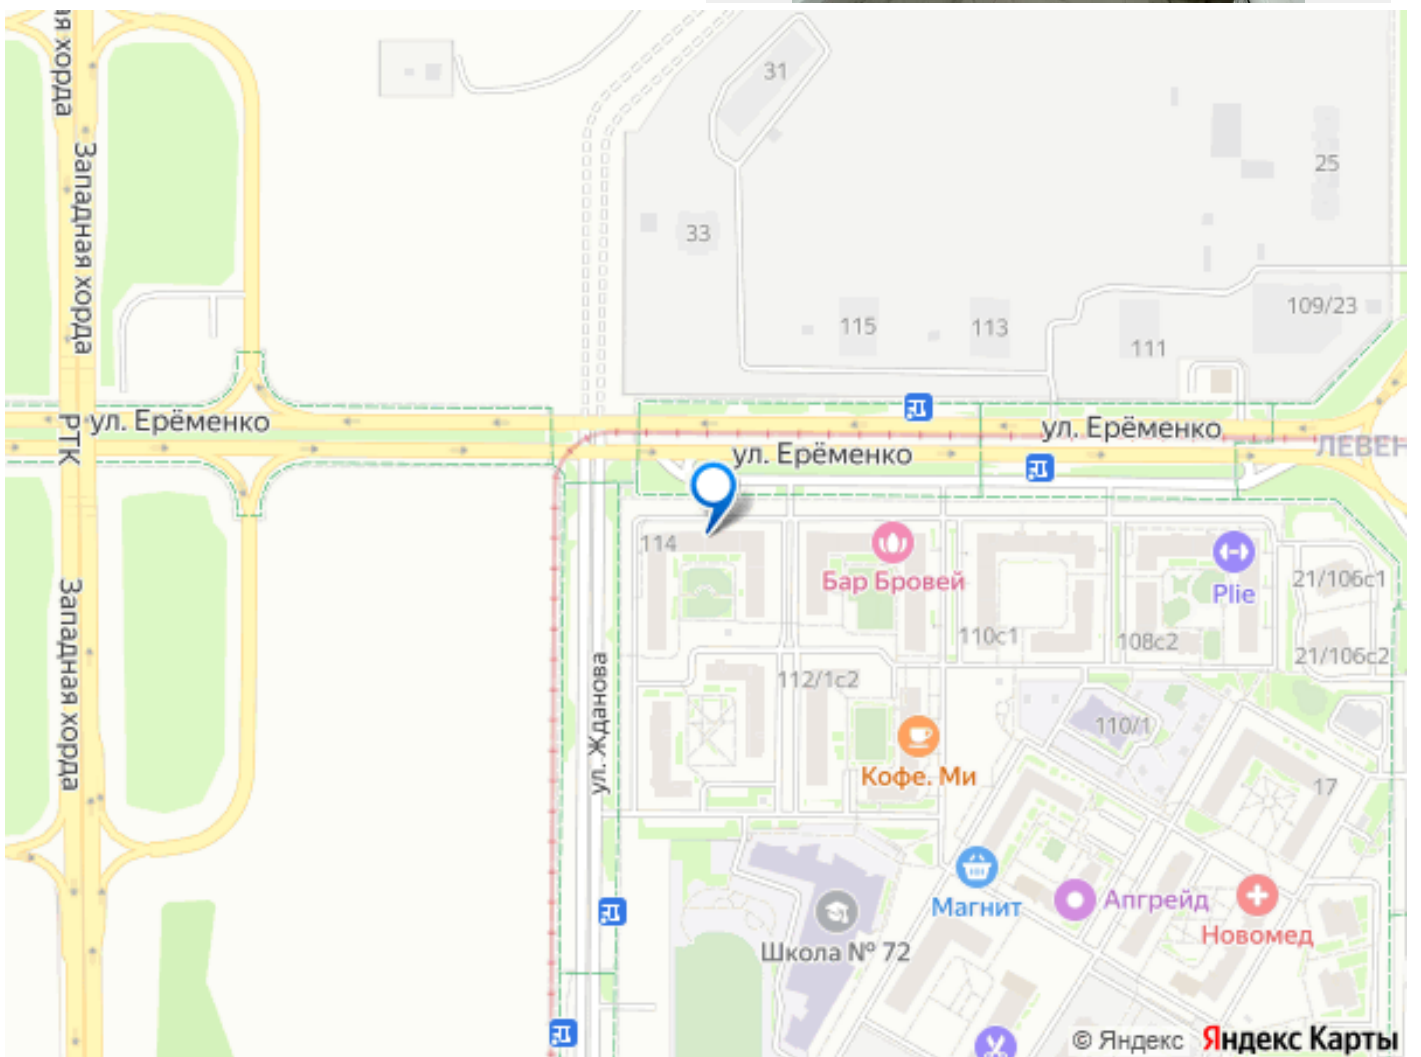 я хорда
31
25
Западная хорда
33
109/23
115
113
111
ул. Ерёменко
ул. Ерёменко
РТК
ул. Ерёменко
ЛЕВЕН
114
Бар Бровей
Plie
21/106с1
110с1
108с2
21/106с2
Западная хорда
ул. Жданова
112/1с2
110/1
Кофе. Ми
17
Магнит
Апгрейд
Новомед
Школа № 72
© Яндекс Яндекс Карты